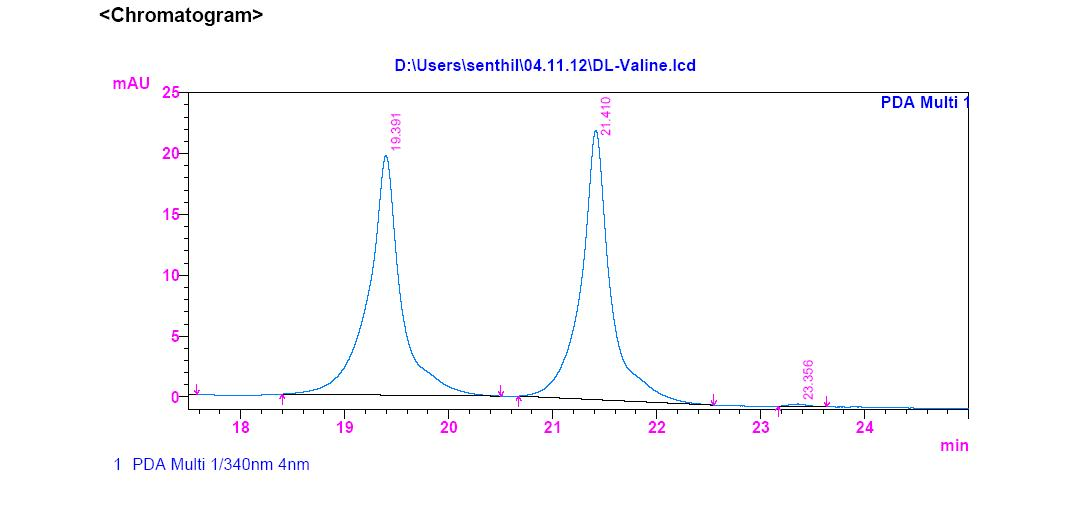 <Chromatogram>
D:\Users\senthil\04.11.12\DL-Valine.lcd
mAU
PDA Multi 1
25
20
15
10
5
0
19.391
21.410
23.356
18 19 20 21 22 23 24
min
1 PDA Multi 1/340nm 4nm